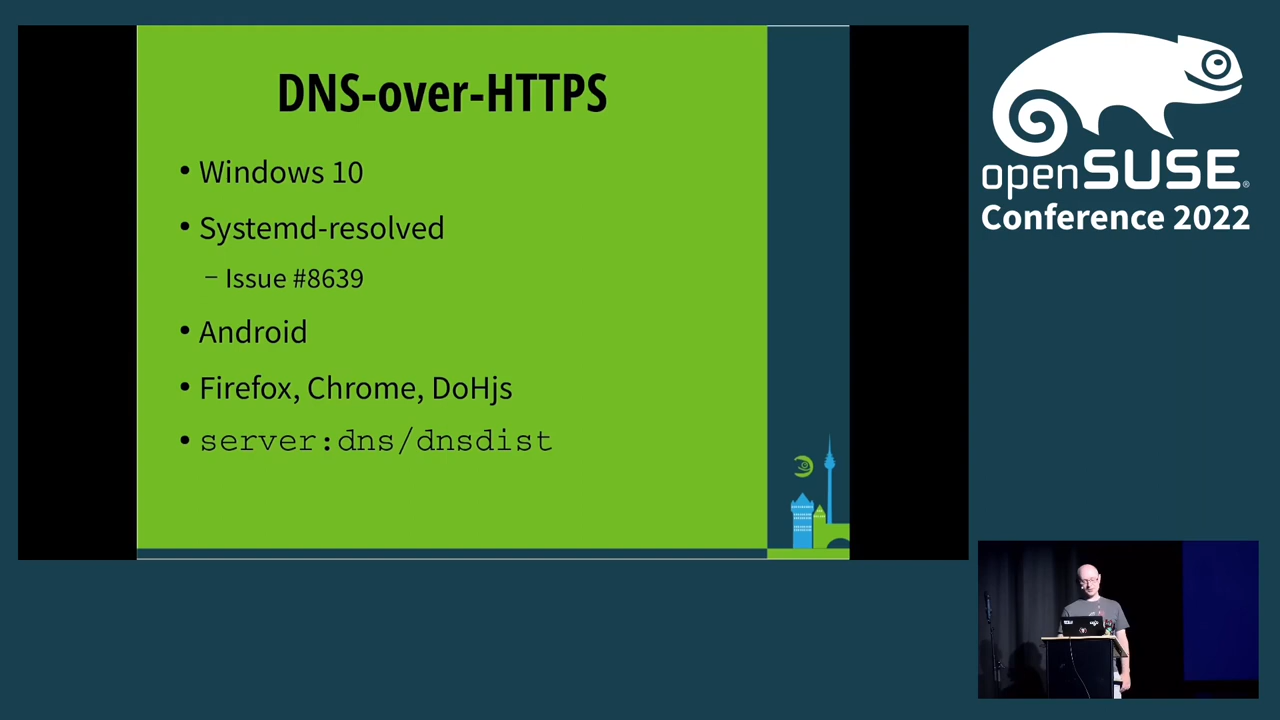 DNS-over-HTTPS
• Windows 10
• Systemd-resolved
– Issue #8639
• Android
• Firefox, Chrome, DoHjs
• server:dns/dnsdist
openSUSE®
Conference 2022